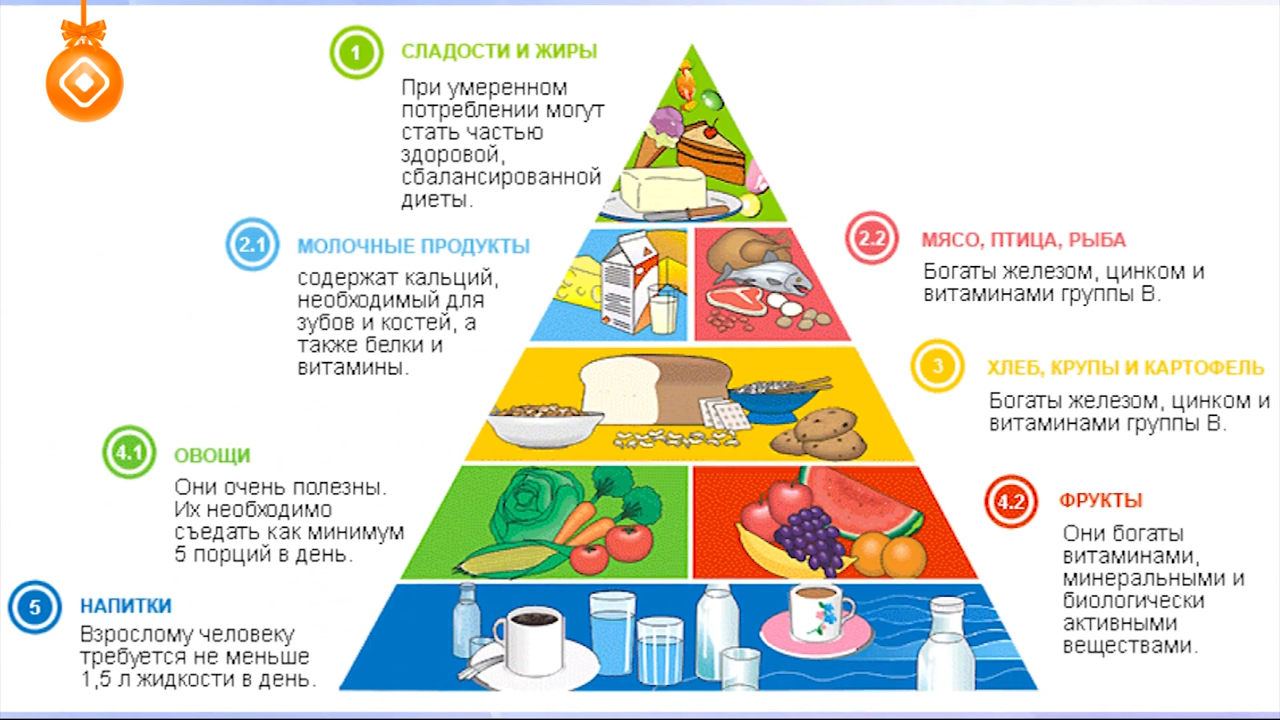 1
СЛАДОСТИ И ЖИРЫ
При умеренном
потреблении могут
стать частью
здоровой,
сбалансированной
диеты.
2.1
МОЛОЧНЫЕ ПРОДУКТЫ
содержат кальций,
необходимый для
зубов и костей, а
также белки и
витамины.
2.2
МЯСО, ПТИЦА, РЫБА
Богаты железом, цинком и
витаминами группы В.
3
ХЛЕБ, КРУПЫ И КАРТОФЕЛЬ
Богаты железом, цинком и
витаминами группы В.
4.1
ОВОЩИ
Они очень полезны.
Их необходимо
съедать как минимум
5 порций в день.
4.2
ФРУКТЫ
Они богаты
витаминами,
минеральными и
биологически
активными
веществами.
5
НАПИТКИ
Взрослому человеку
требуется не меньше
1,5 л жидкости в день.